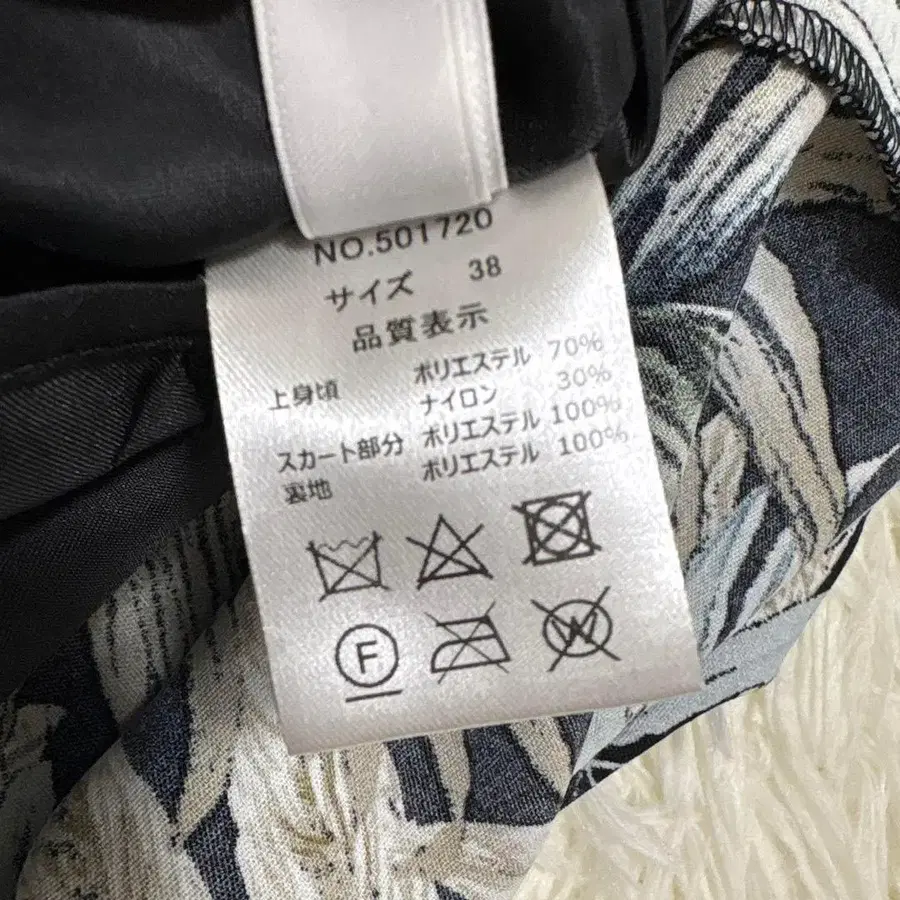 NO.501720
サイズ 38
品質表示
上身頃 ポリエステル 70%
ナイロン 30%
スカート部分 ポリエステル 100%
裏地 ポリエステル 100%
F W